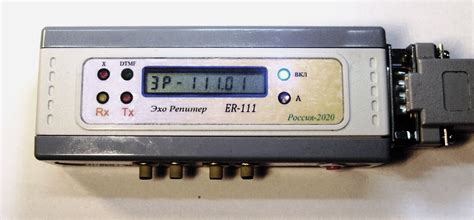 X DTMF
ЭР-111.01
ВКЛ
А
Rx Tx
Эхо Репитер ER-111
Россия-2020